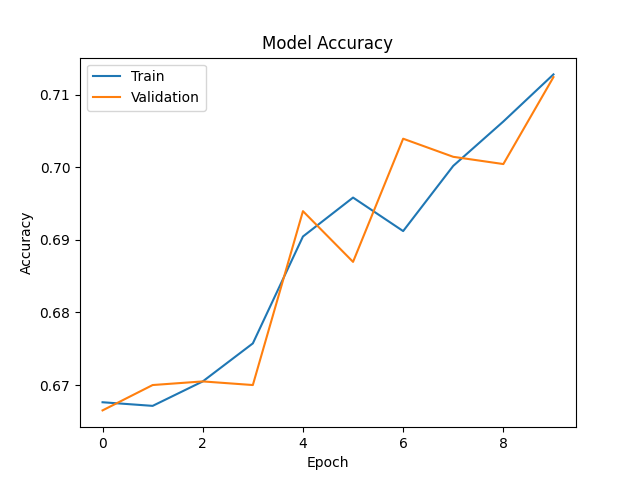 Model Accuracy
Train
Validation
0.71
0.70
0.69
0.68
0.67
Accuracy
0 2 4 6 8
Epoch